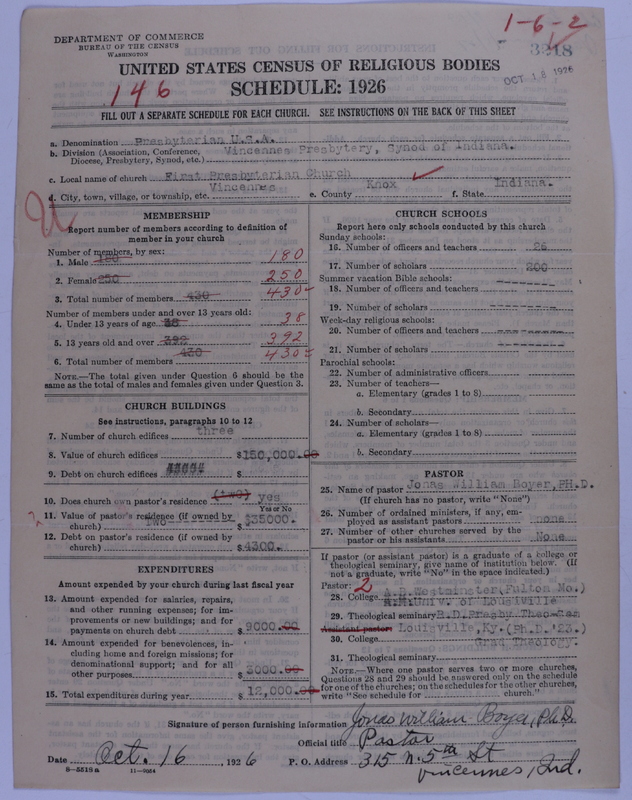 1-6-2
DEPARTMENT OF COMMERCE
BUREAU OF THE CENSUS
WASHINGTON
3218
OCT 18 1926
UNITED STATES CENSUS OF RELIGIOUS BODIES
146
SCHEDULE: 1926
FILL OUT A SEPARATE SCHEDULE FOR EACH CHURCH. SEE INSTRUCTIONS ON THE BACK OF THIS SHEET
a. Denomination Presbyterian U.S.A.
b. Division (Association, Conference, Diocese, Presbytery, Synod, etc.) Vincennes Presbytery, Synod of Indiana.
c. Local name of church First Presbyterian Church
d. City, town, village, or township, etc. Vincennes e. County Knox f. State Indiana.
MEMBERSHIP
Report number of members according to definition of
member in your church
Number of members, by sex:
1. Male 180 180
2. Female 250 250
3. Total number of members 430 430
Number of members under and over 13 years old:
4. Under 13 years of age 38 38
5. 13 years old and over 392 392
6. Total number of members 430 430
NOTE.—The total given under Question 6 should be the
same as the total of males and females given under Question 3.
CHURCH BUILDINGS
See instructions, paragraphs 10 to 12
7. Number of church edifices three
8. Value of church edifices $150,000.00
9. Debt on church edifices $
10. Does church own pastor's residence (two) yes
Yes or No
11. Value of pastor's residence (if owned by
church) two $35000.
12. Debt on pastor's residence (if owned by
church) $4300.
EXPENDITURES
Amount expended by your church during last fiscal year
13. Amount expended for salaries, repairs,
and other running expenses; for im-
provements or new buildings; and for
payments on church debt $9000.00
14. Amount expended for benevolences, in-
cluding home and foreign missions; for
denominational support; and for all
other purposes $3000.00
15. Total expenditures during year $12,000.00
CHURCH SCHOOLS
Report here only schools conducted by this church
Sunday schools:
16. Number of officers and teachers 26
17. Number of scholars 200
Summer vacation Bible schools:
18. Number of officers and teachers
19. Number of scholars
Week-day religious schools:
20. Number of officers and teachers
21. Number of scholars
Parochial schools:
22. Number of administrative officers
23. Number of teachers—
a. Elementary (grades 1 to 8)
b. Secondary
24. Number of scholars—
a. Elementary (grades 1 to 8)
b. Secondary
PASTOR
25. Name of pastor Jonas William Boyer, PH.D.
(If church has no pastor, write "None")
26. Number of ordained ministers, if any, em-
ployed as assistant pastors none
27. Number of other churches served by the
pastor or his assistants None
If pastor (or assistant pastor) is a graduate of a college or
theological seminary, give name of institution below. (If
not a graduate, write "No" in the space indicated.)
Pastor: 2
28. College A.B. Westminster (Fulton Mo.)
A.M. Univ. of Louisville
29. Theological seminary B.D. Presby. Theo. Sem
Assistant pastor: Louisville, Ky. (Ph.D. '23.)
30. College Grad Theology.
31. Theological seminary
NOTE.—Where one pastor serves two or more churches,
Questions 28 and 29 should be answered only on the schedule
for one of the churches; on the schedules for the other churches,
write "See schedule for church."
Signature of person furnishing information Jonas William Boyer, Ph.D.
Official title Pastor
Date Oct. 16, 1926 P. O. Address 315 N. 5th St
Vincennes, Ind.
8-5518a 11-9054